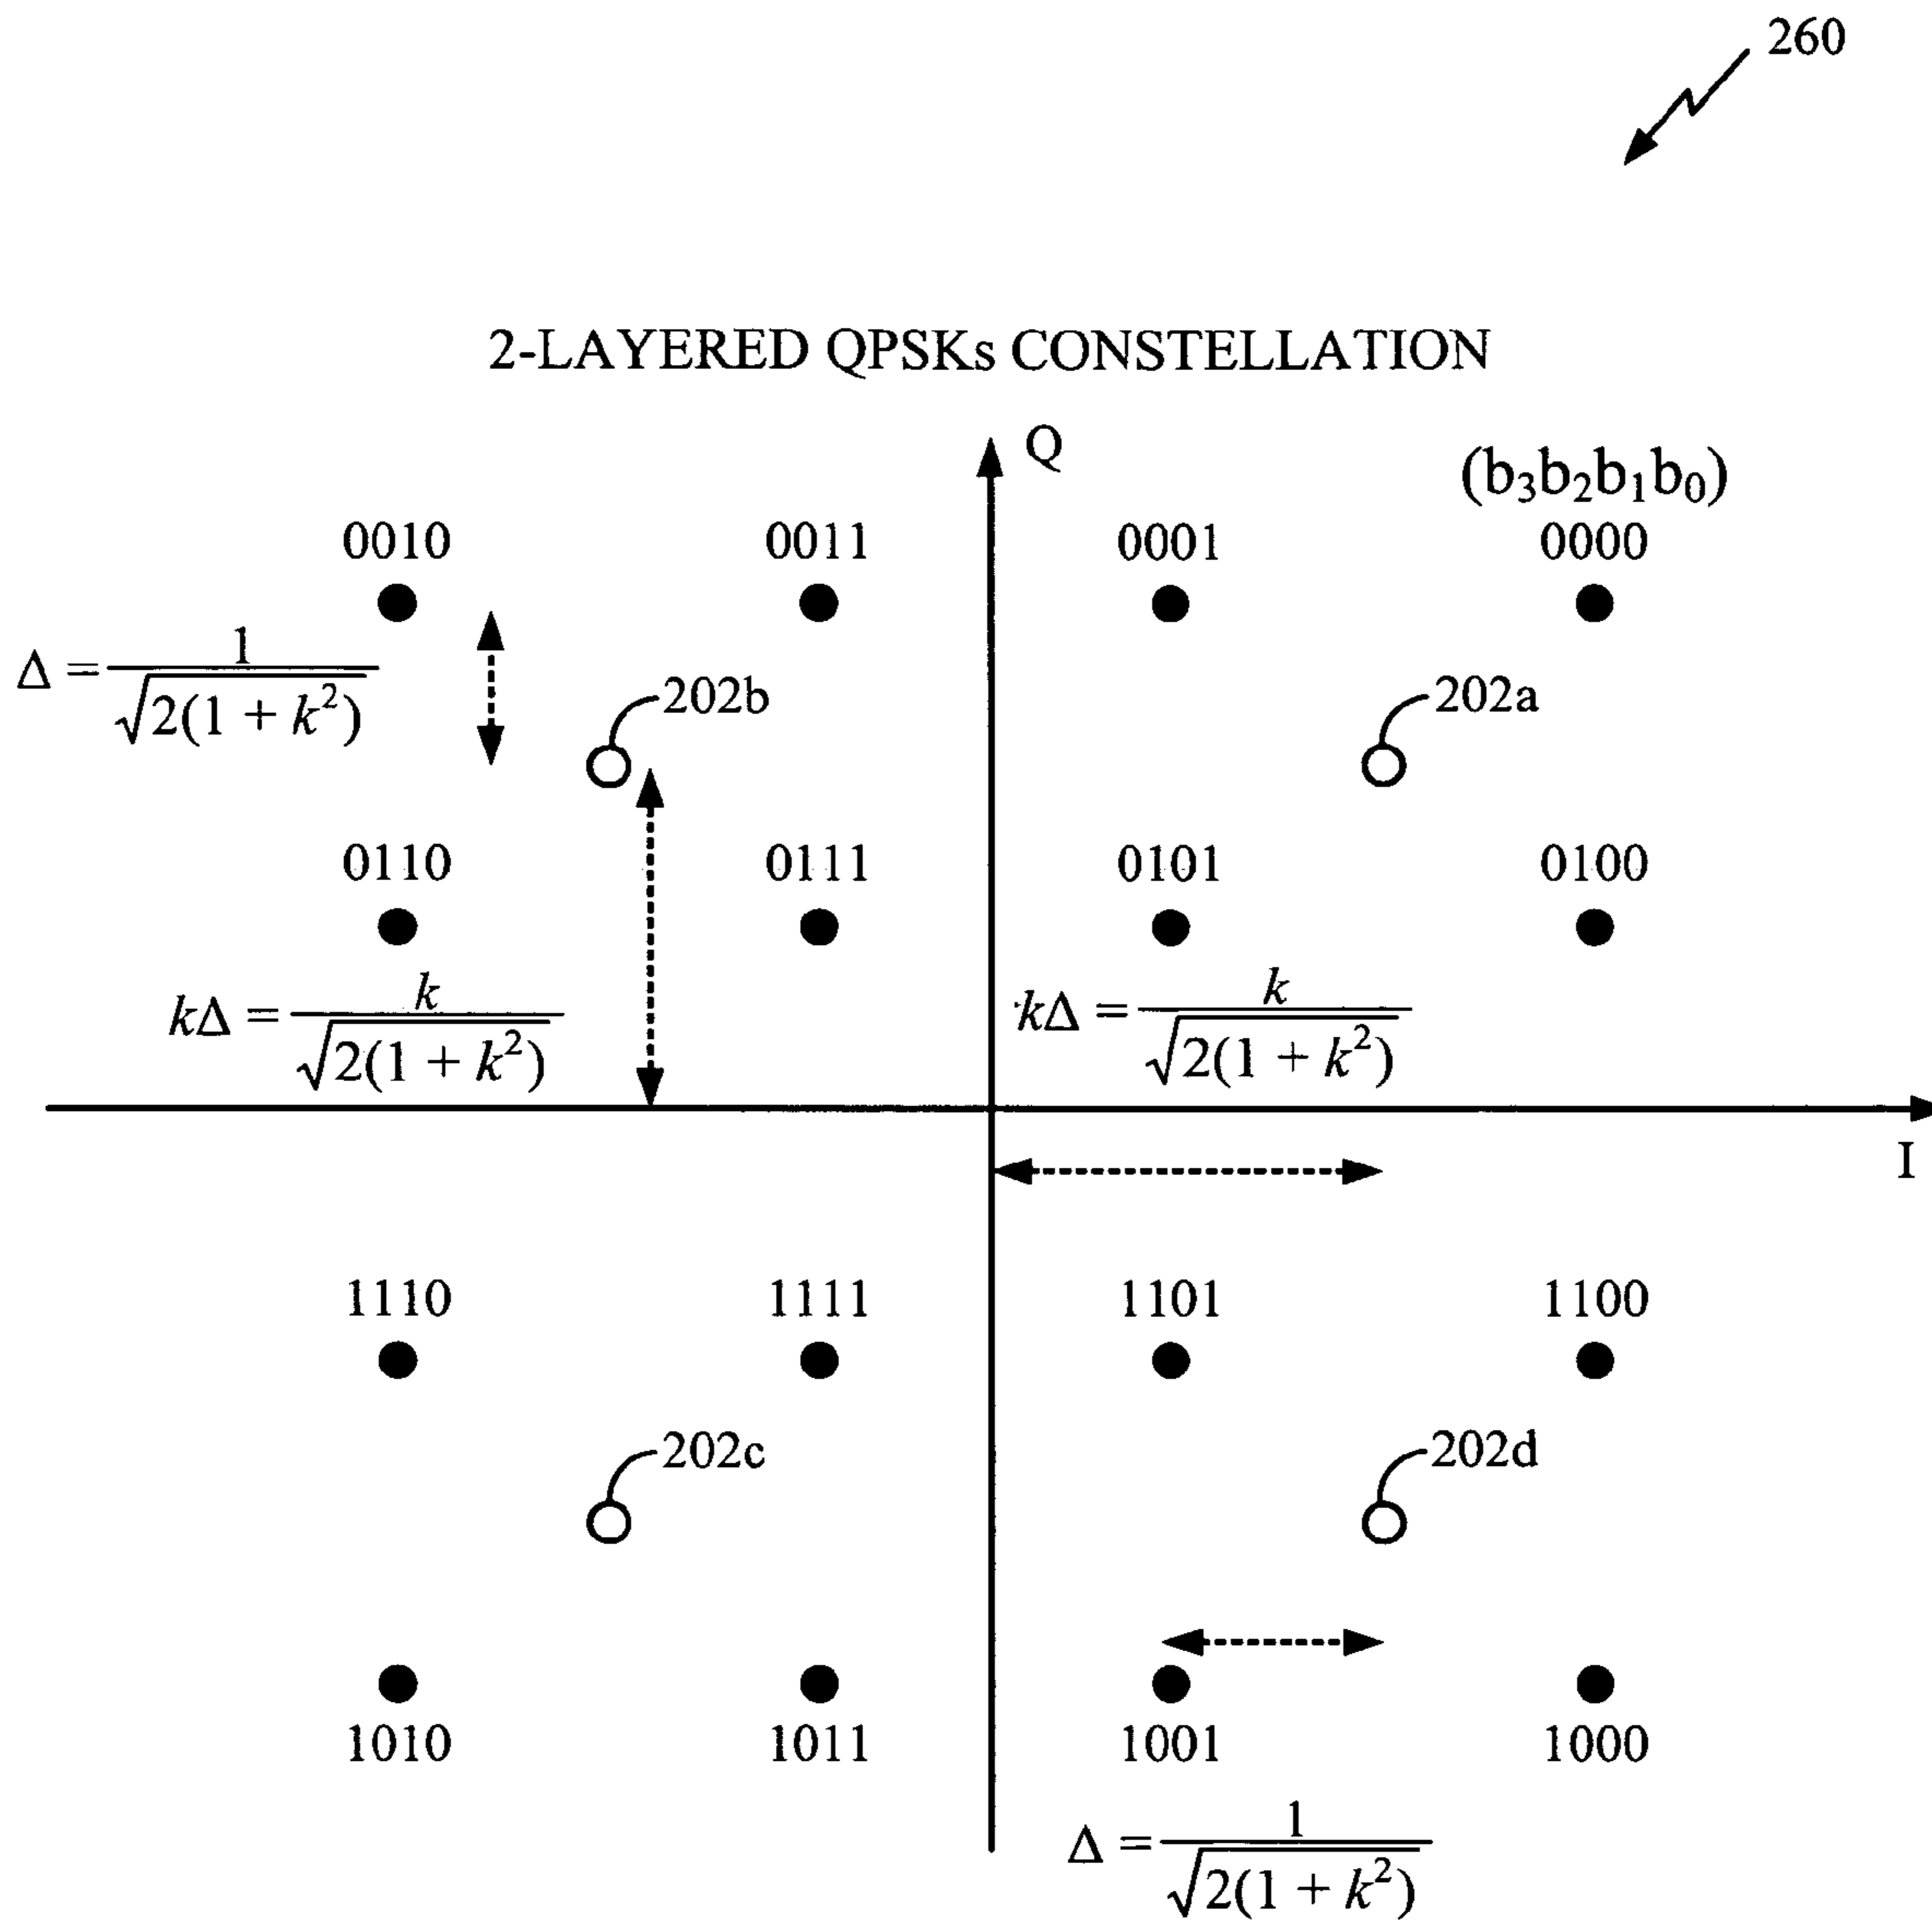 260
2-LAYERED QPSKs CONSTELLATION
Q
(b₃b₂b₁b₀)
0010 0011 0001 0000
Δ = 1/√(2(1 + k²))
202b 202a
0110 0111 0101 0100
kΔ = k/√(2(1 + k²)) kΔ = k/√(2(1 + k²))
I
1110 1111 1101 1100
202c 202d
1010 1011 1001 1000
Δ = 1/√(2(1 + k²))